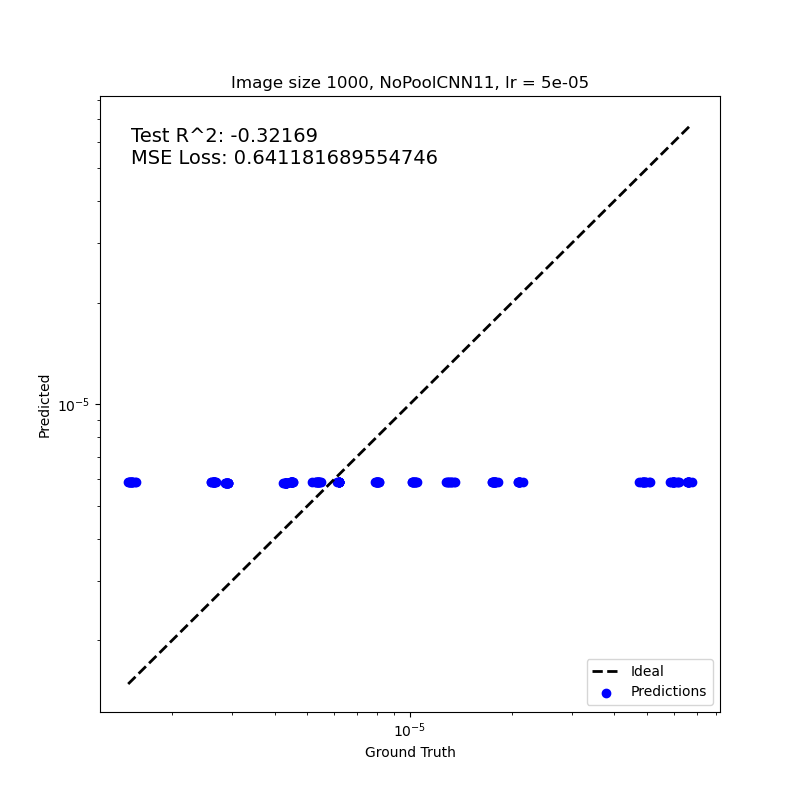 Image size 1000, NoPoolCNN11, lr = 5e-05
Test R^2: -0.32169
MSE Loss: 0.641181689554746
Predicted
10⁻⁵
10⁻⁵
Ground Truth
Ideal
Predictions